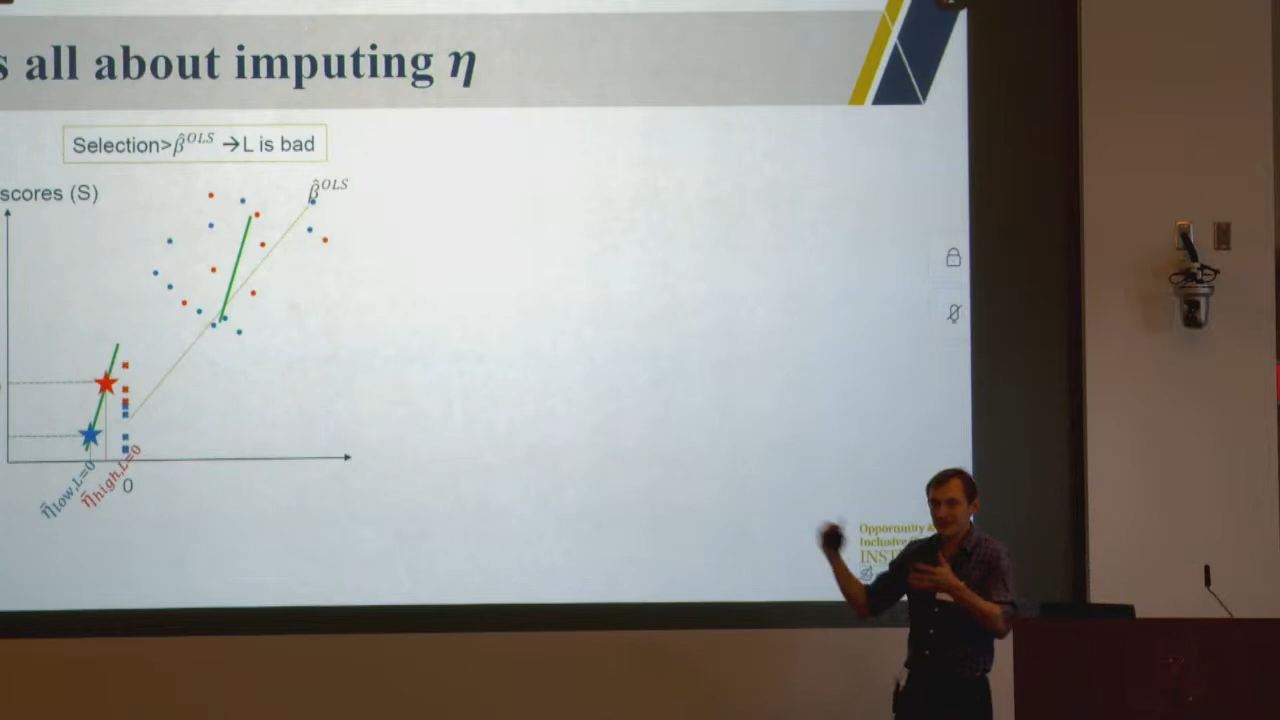 s all about imputing η
Selection>β̂^OLS →L is bad
scores (S)
β̂^OLS
η̄low,L=0
η̄high,L=0
0
Opportunity &
Inclusive
INST